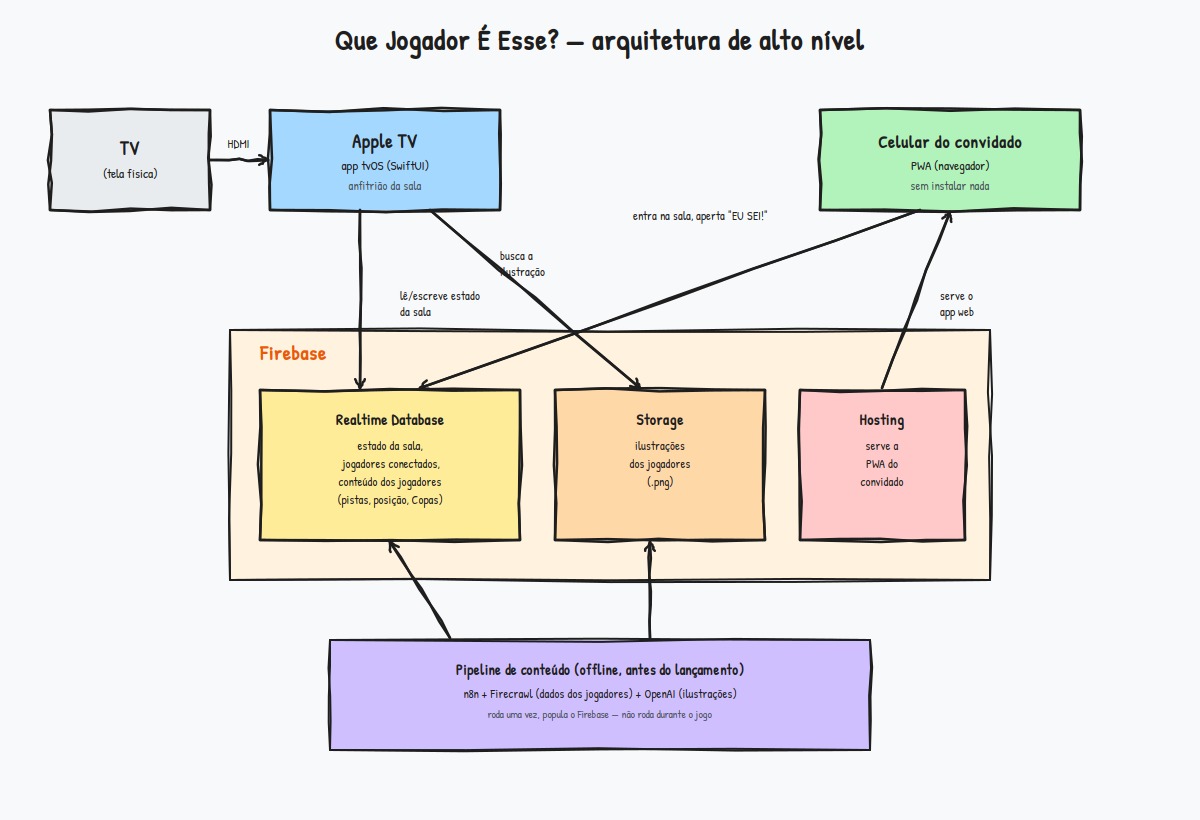 Que Jogador É Esse? — arquitetura de alto nível
TV
(tela física)
HDMI
Apple TV
app tvOS (SwiftUI)
anfitrião da sala
Celular do convidado
PWA (navegador)
sem instalar nada
entra na sala, aperta "EU SEI!"
busca a
ilustração
lê/escreve estado
da sala
serve o
app web
Firebase
Realtime Database
estado da sala,
jogadores conectados,
conteúdo dos jogadores
(pistas, posição, Copas)
Storage
ilustrações
dos jogadores
(.png)
Hosting
serve a
PWA do
convidado
Pipeline de conteúdo (offline, antes do lançamento)
n8n + Firecrawl (dados dos jogadores) + OpenAI (ilustrações)
roda uma vez, popula o Firebase — não roda durante o jogo